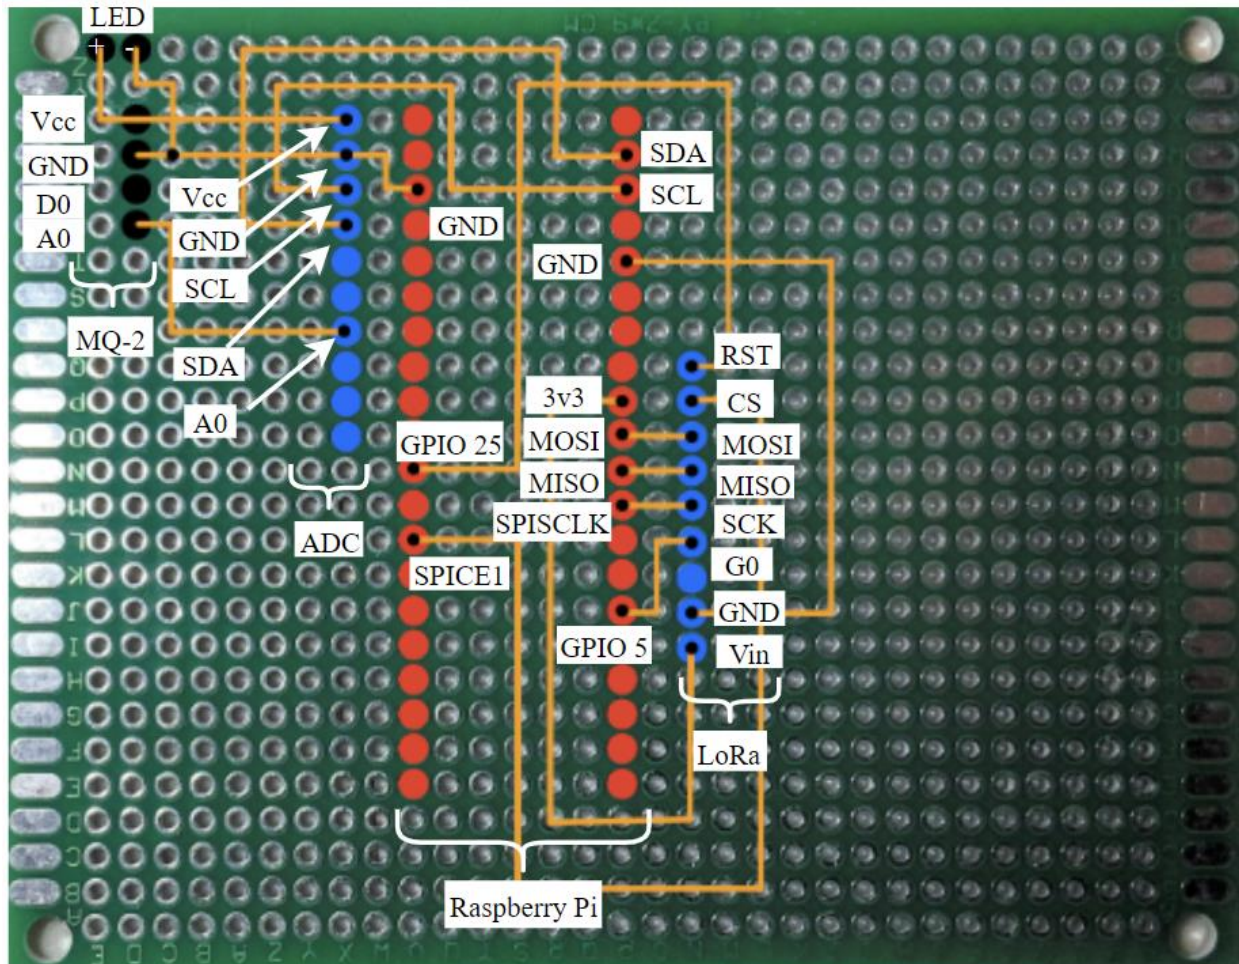 LED
+ -
Vcc
GND
D0
A0
MQ-2
Vcc
GND
SCL
SDA
A0
ADC
GND
GPIO 25
SPICE1
SDA
SCL
GND
3v3
MOSI
MISO
SPISCLK
GPIO 5
Raspberry Pi
RST
CS
MOSI
MISO
SCK
G0
GND
Vin
LoRa